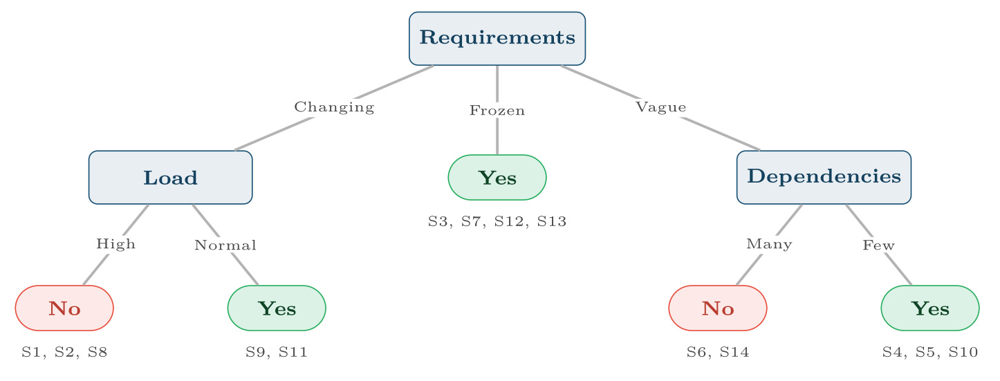 Requirements
Changing
Frozen
Vague
Load
Yes
Dependencies
S3, S7, S12, S13
High
Normal
Many
Few
No
Yes
No
Yes
S1, S2, S8
S9, S11
S6, S14
S4, S5, S10